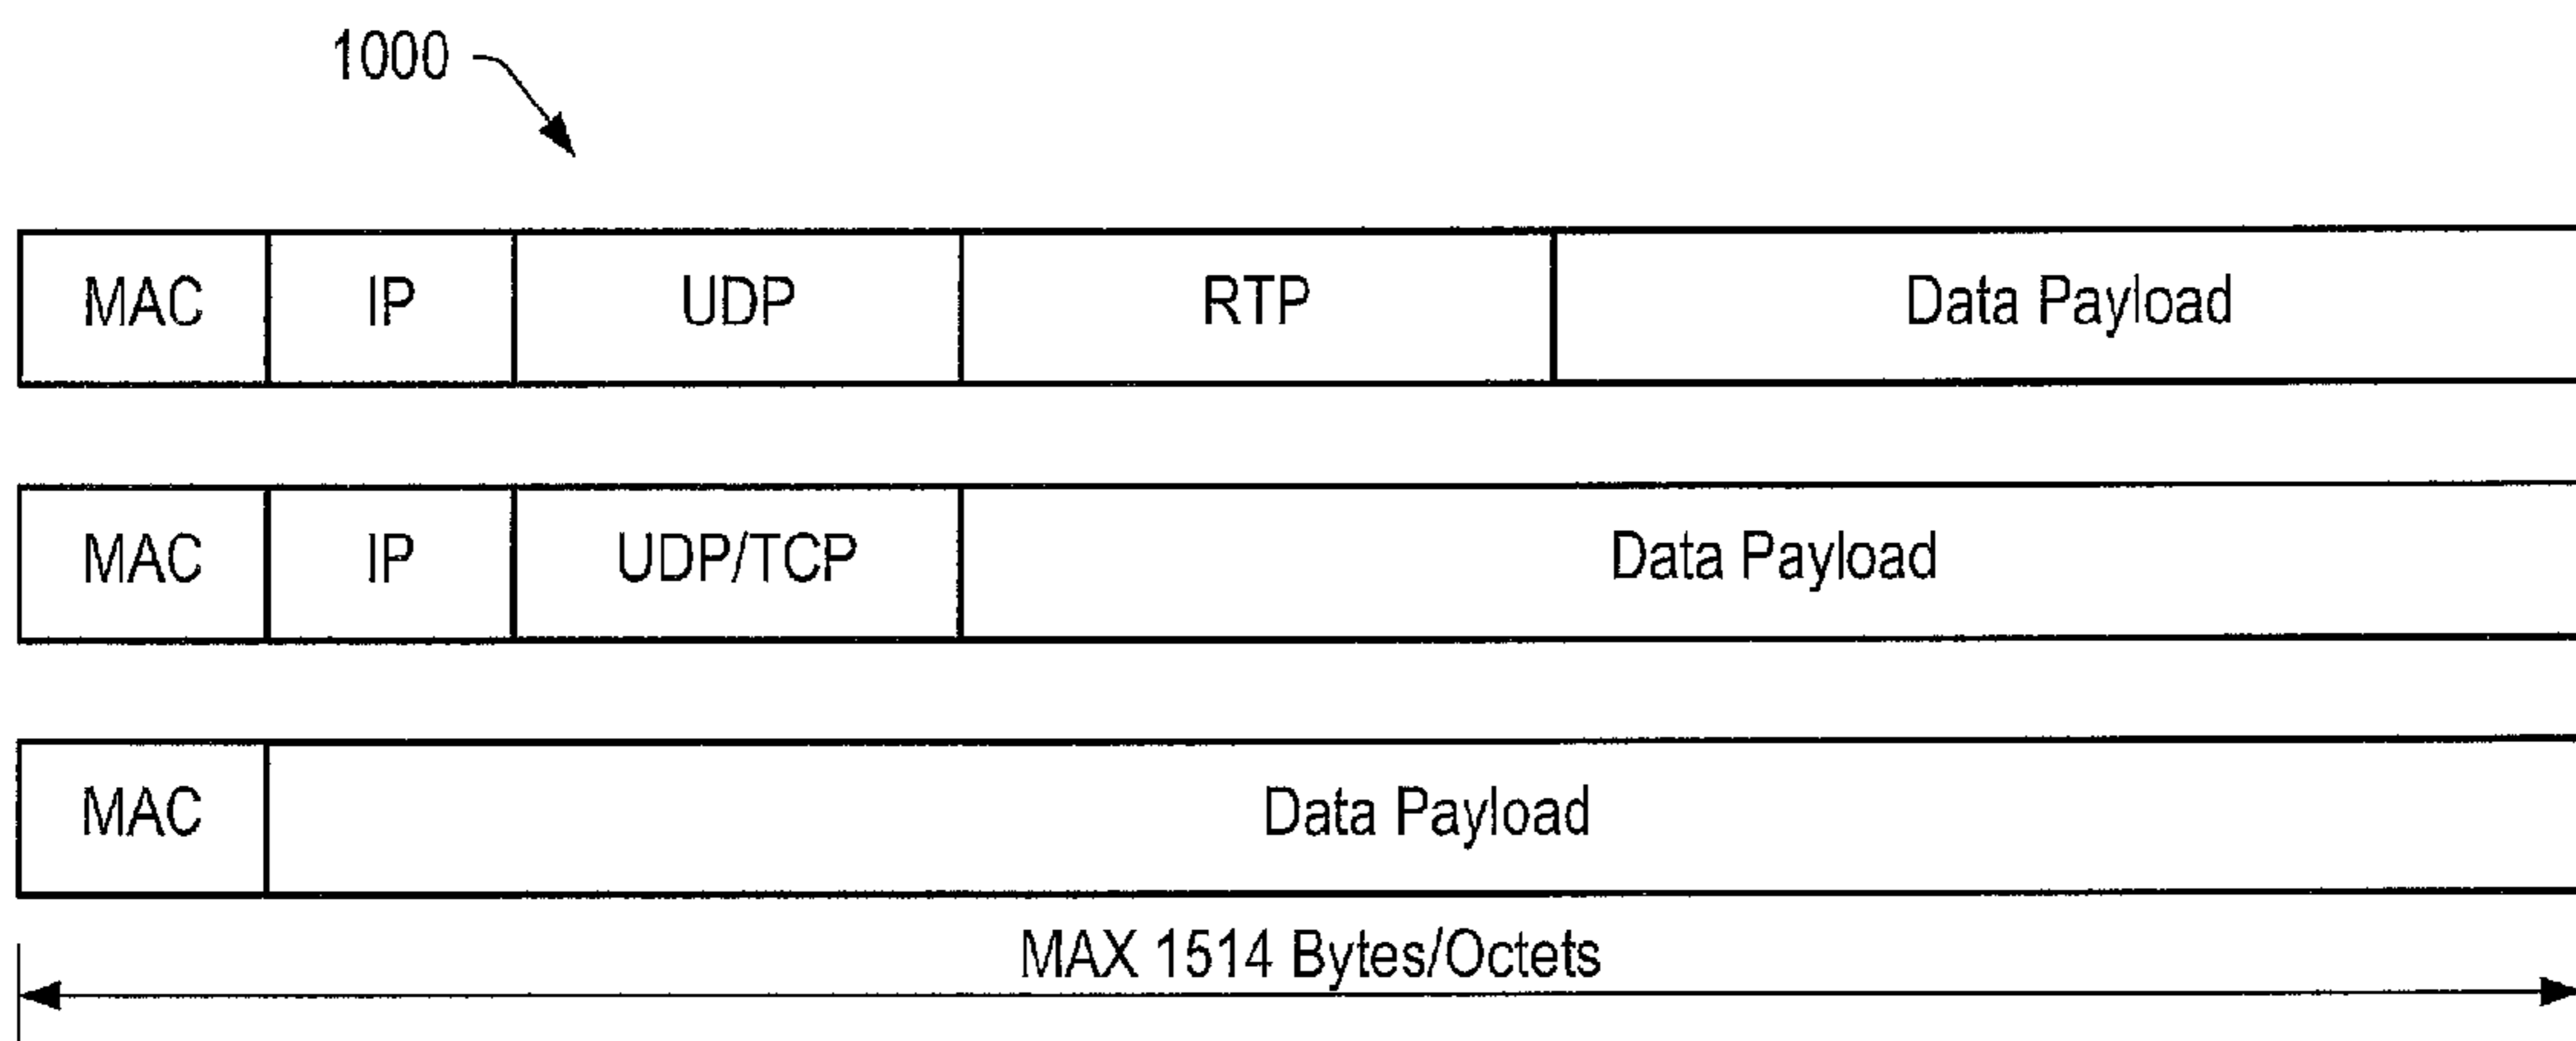 1000
MAC IP UDP RTP Data Payload
MAC IP UDP/TCP Data Payload
MAC Data Payload
MAX 1514 Bytes/Octets